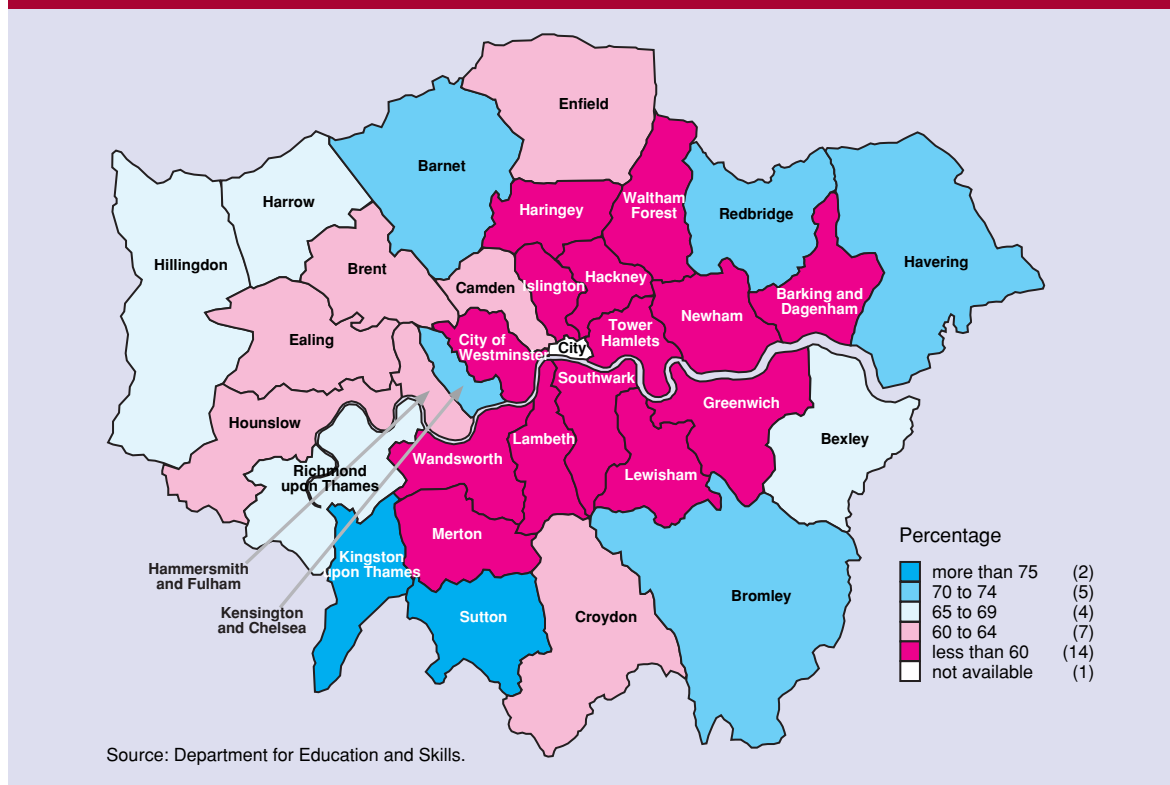 Enfield
Barnet
Haringey
Waltham
Forest
Redbridge
Harrow
Hillingdon
Brent
Camden
Islington
Hackney
Havering
Barking and
Dagenham
Newham
Tower
Hamlets
Ealing
City of
Westminster
City
Southwark
Greenwich
Hounslow
Bexley
Lambeth
Wandsworth
Lewisham
Richmond
upon Thames
Merton
Kingston
upon Thames
Hammersmith
and Fulham
Kensington
and Chelsea
Sutton
Croydon
Bromley
Percentage
more than 75 (2)
70 to 74 (5)
65 to 69 (4)
60 to 64 (7)
less than 60 (14)
not available (1)
Source: Department for Education and Skills.